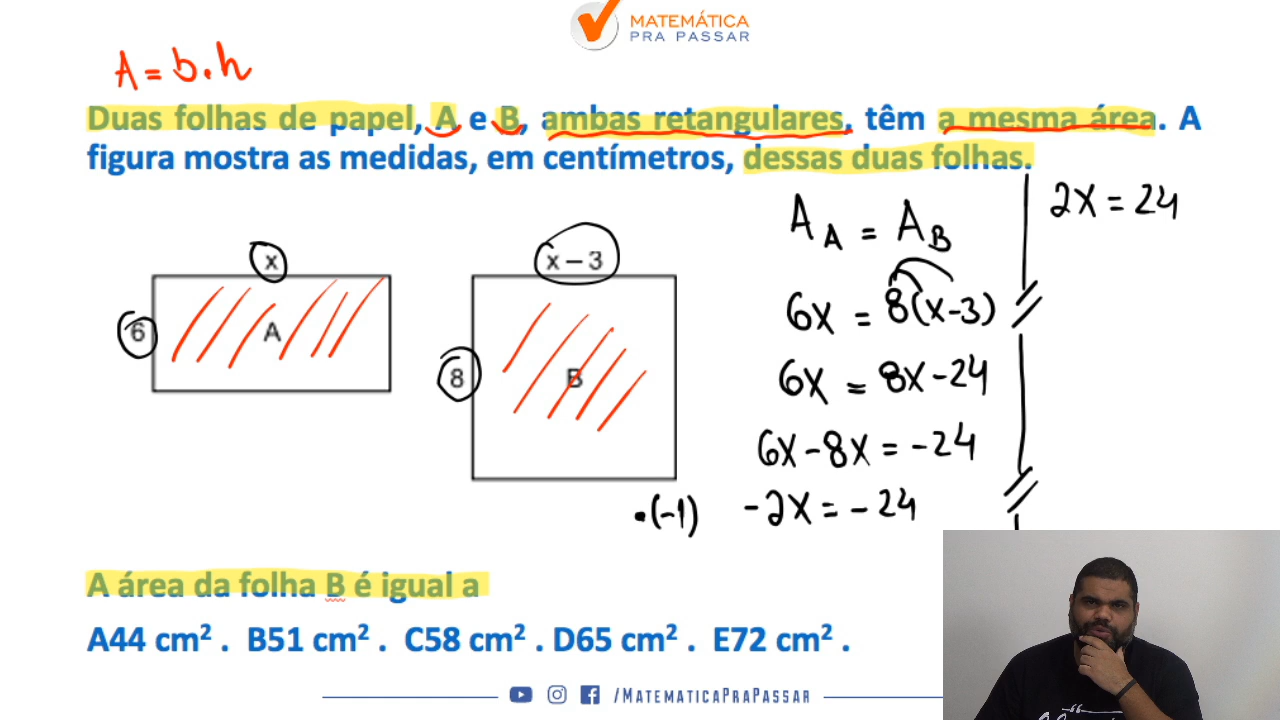 MATEMÁTICA
PRA PASSAR
A = b.h
Duas folhas de papel, A e B, ambas retangulares, têm a mesma área. A
figura mostra as medidas, em centímetros, dessas duas folhas.
x
6
A
x – 3
8
B
A_A = A_B
6x = 8(x-3)
6x = 8x-24
6x-8x = -24
.(-1) -2x = -24
2x = 24
A área da folha B é igual a
A44 cm² . B51 cm² . C58 cm² . D65 cm² . E72 cm² .
/MATEMATICAPRAPASSAR